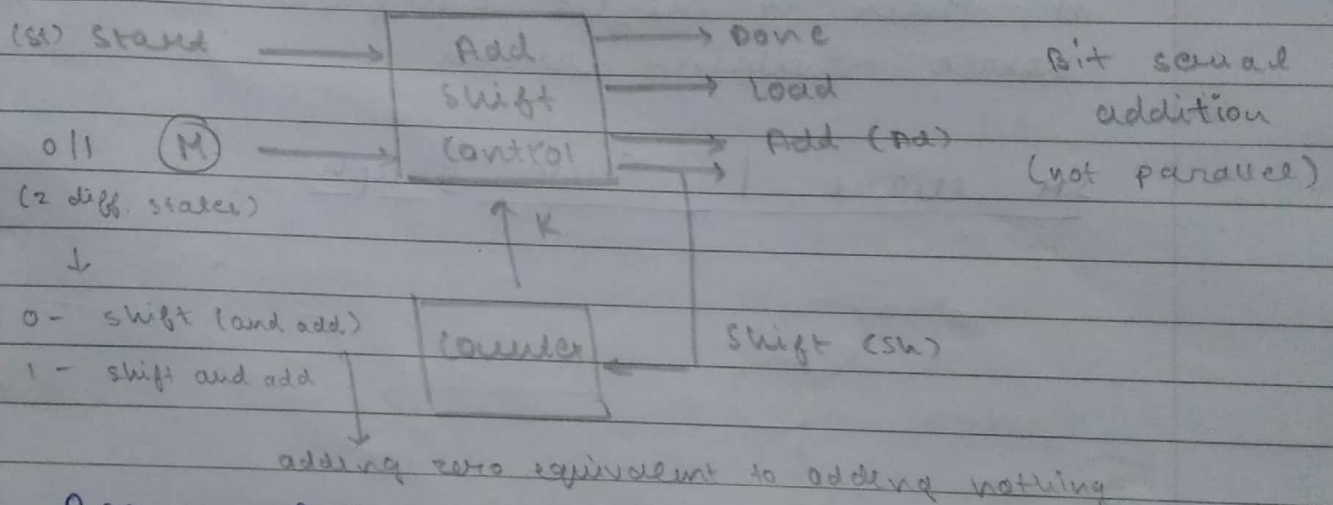 (St) Start
Add
Shift
Control
Done
Load
Add (Ad)
Bit serial
addition
(not parallel)
0/1 M
(2 diff. states)
K
0 - shift (and add)
1 - shift and add
Counter
Shift (Sh)
adding zero equivalent to adding nothing